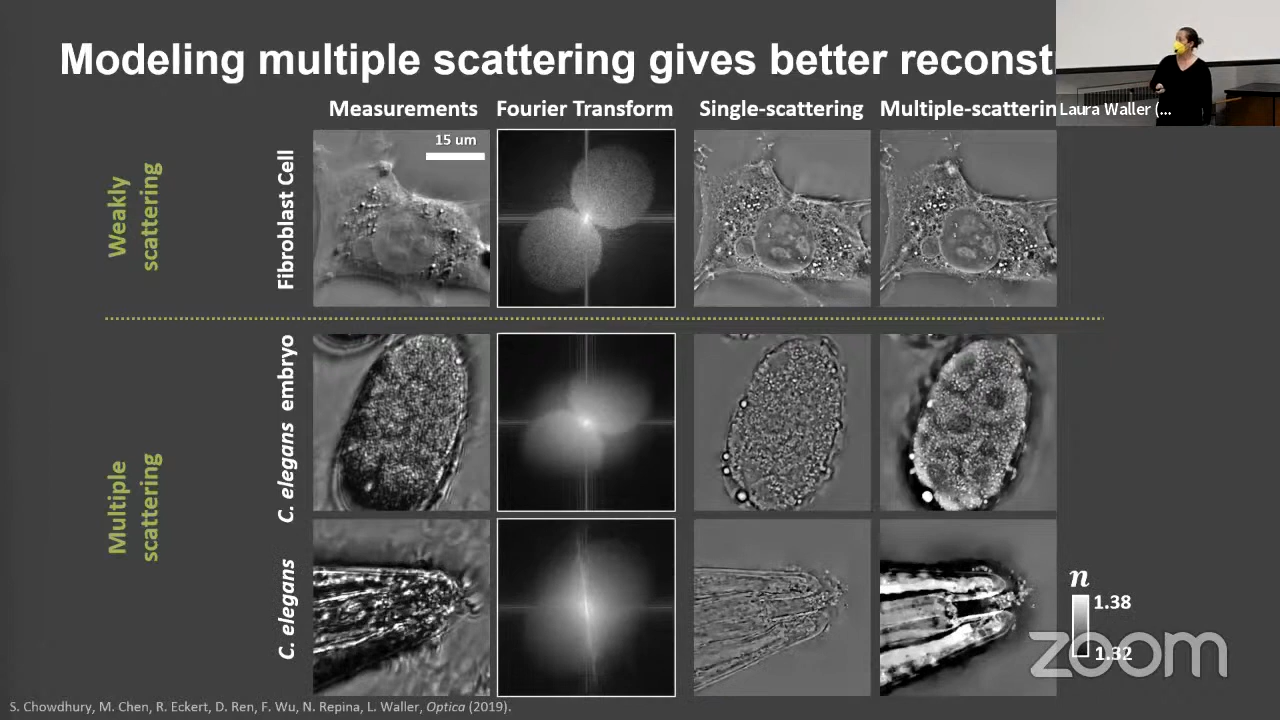 Modeling multiple scattering gives better reconst
Laura Waller (...
Measurements
Fourier Transform
Single-scattering
Multiple-scatterin
15 um
Weakly
scattering
Fibroblast Cell
Multiple
scattering
C. elegans embryo
C. elegans
n
1.38
1.32
zoom
S. Chowdhury, M. Chen, R. Eckert, D. Ren, F. Wu, N. Repina, L. Waller, Optica (2019).